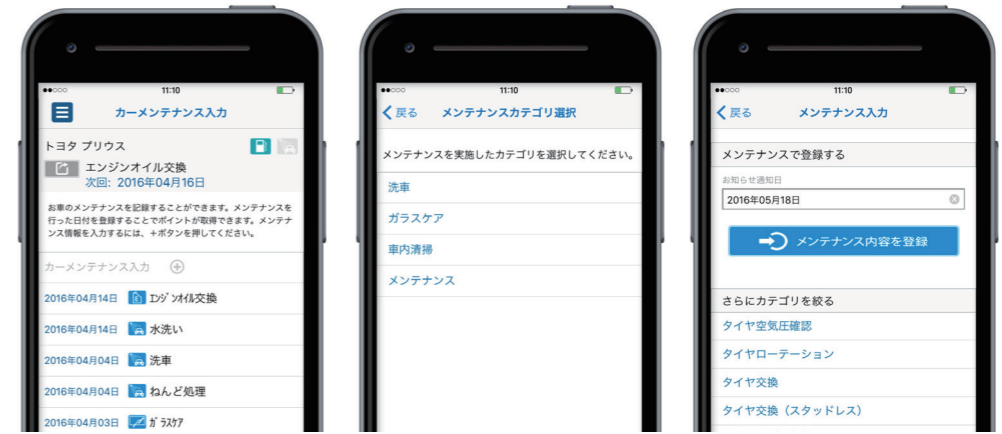 11:10
カーメンテナンス入力
トヨタ プリウス
エンジンオイル交換
次回: 2016年04月16日
お車のメンテナンスを記録することができます。メンテナンスを
行った日付を登録することでポイントが取得できます。メンテナ
ンス情報を入力するには、+ボタンを押してください。
カーメンテナンス入力
2016年04月14日 エンジンオイル交換
2016年04月14日 水洗い
2016年04月04日 洗車
2016年04月04日 ねんど処理
2016年04月03日 ガラスケア
11:10
戻る メンテナンスカテゴリ選択
メンテナンスを実施したカテゴリを選択してください。
洗車
ガラスケア
車内清掃
メンテナンス
11:10
戻る メンテナンス入力
メンテナンスで登録する
お知らせ通知日
2016年05月18日
メンテナンス内容を登録
さらにカテゴリを絞る
タイヤ空気圧確認
タイヤローテーション
タイヤ交換
タイヤ交換（スタッドレス）